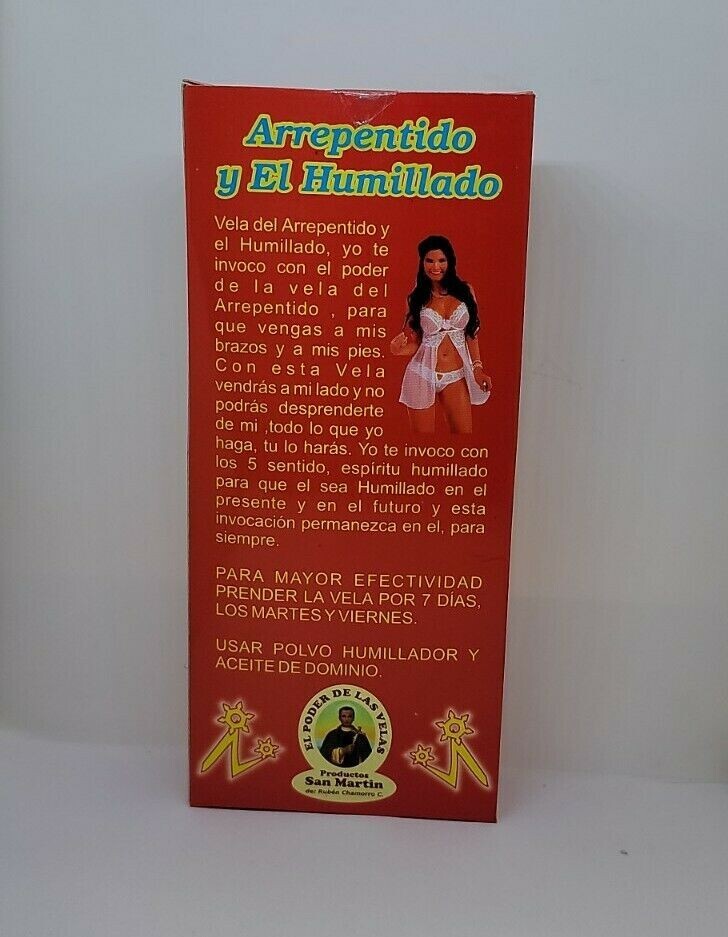 Arrepentido
y El Humillado
Vela del Arrepentido y
el Humillado, yo te
invoco con el poder
de la vela del
Arrepentido , para
que vengas a mis
brazos y a mis pies.
Con esta Vela
vendrás a mi lado y no
podrás desprenderte
de mi ,todo lo que yo
haga, tu lo harás. Yo te invoco con
los 5 sentido, espíritu humillado
para que el sea Humillado en el
presente y en el futuro y esta
invocación permanezca en el, para
siempre.
PARA MAYOR EFECTIVIDAD
PRENDER LA VELA POR 7 DÍAS,
LOS MARTES Y VIERNES.
USAR POLVO HUMILLADOR Y
ACEITE DE DOMINIO.
EL PODER DE LAS VELAS
Productos
San Martin
de: Rubén Chamorro C.